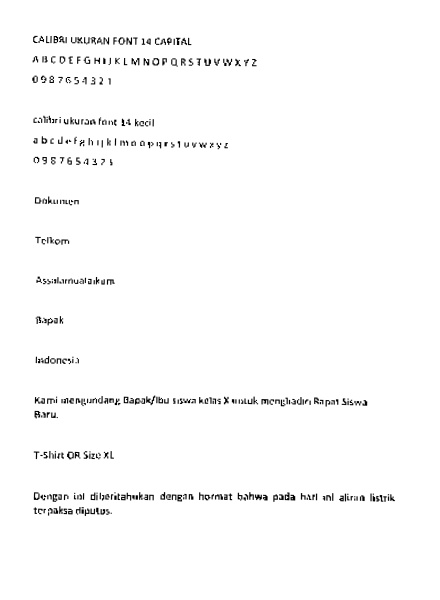 CALIBRI UKURAN FONT 14 CAPITAL
A B C D E F G H I J K L M N O P Q R S T U V W X Y Z
0 9 8 7 6 5 4 3 2 1
calibri ukuran font 14 kecil
a b c d e f g h i j k l m n o p q r s t u v w x y z
0 9 8 7 6 5 4 3 2 1
Dokumen
Telkom
Assalamualaikum
Bapak
Indonesia
Kami mengundang Bapak/Ibu siswa kelas X untuk menghadiri Rapat Siswa
Baru.
T-Shirt OR Size XL
Dengan ini diberitahukan dengan hormat bahwa pada hari ini aliran listrik
terpaksa diputus.